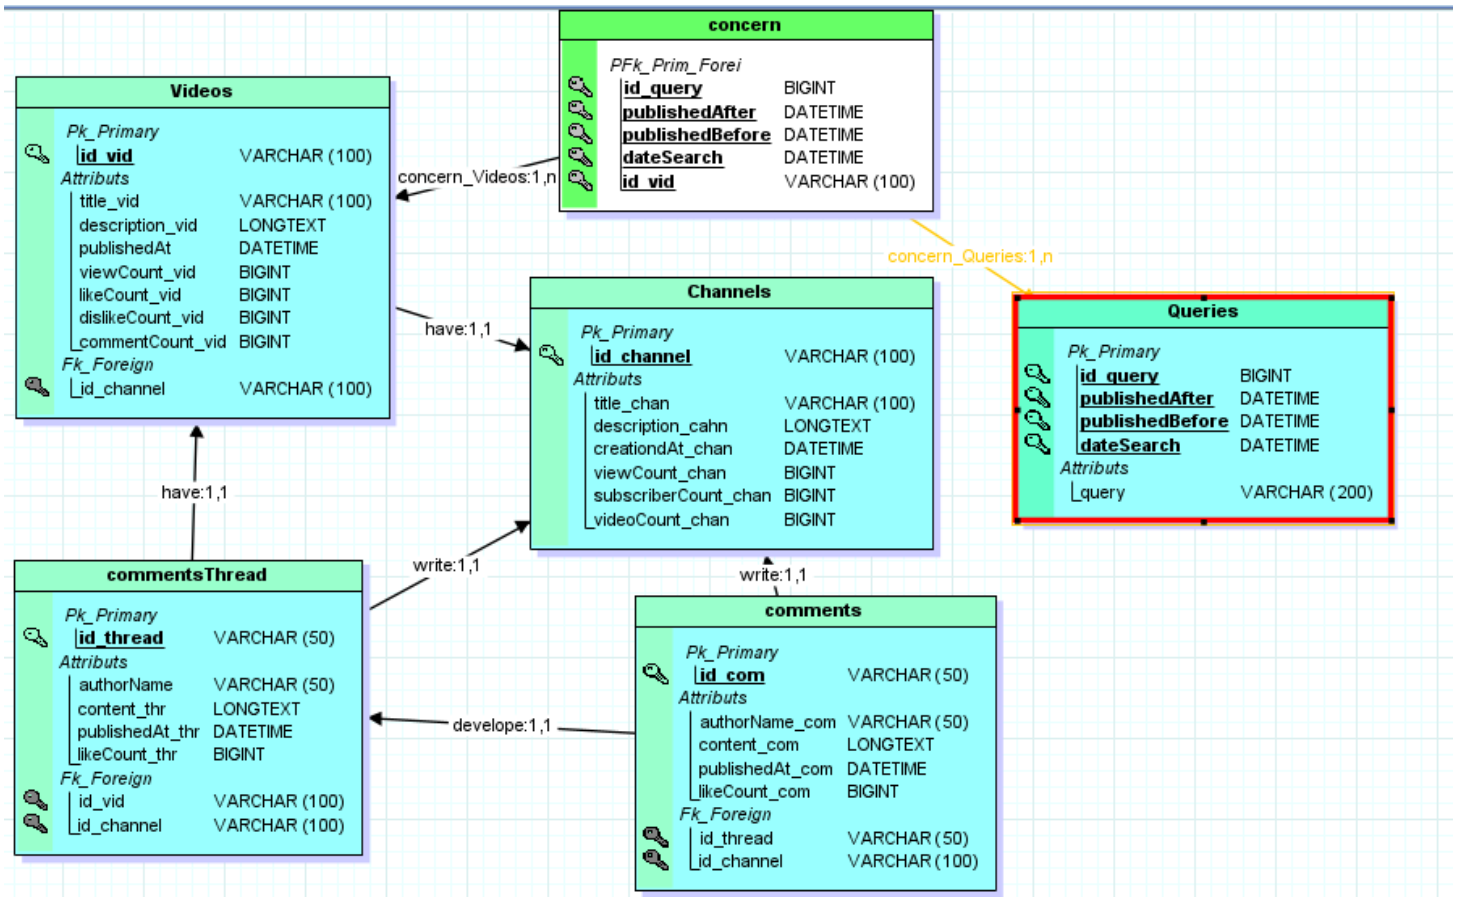 concern
PFk_Prim_Forei
id_query BIGINT
publishedAfter DATETIME
publishedBefore DATETIME
dateSearch DATETIME
id_vid VARCHAR (100)
Videos
Pk_Primary
id_vid VARCHAR (100)
Attributs
title_vid VARCHAR (100)
description_vid LONGTEXT
publishedAt DATETIME
viewCount_vid BIGINT
likeCount_vid BIGINT
dislikeCount_vid BIGINT
commentCount_vid BIGINT
Fk_Foreign
id_channel VARCHAR (100)
concern_Videos:1,n
concern_Queries:1,n
have:1,1
Channels
Pk_Primary
id_channel VARCHAR (100)
Attributs
title_chan VARCHAR (100)
description_cahn LONGTEXT
creationdAt_chan DATETIME
viewCount_chan BIGINT
subscriberCount_chan BIGINT
videoCount_chan BIGINT
Queries
Pk_Primary
id_query BIGINT
publishedAfter DATETIME
publishedBefore DATETIME
dateSearch DATETIME
Attributs
query VARCHAR (200)
have:1,1
write:1,1
write:1,1
commentsThread
Pk_Primary
id_thread VARCHAR (50)
Attributs
authorName VARCHAR (50)
content_thr LONGTEXT
publishedAt_thr DATETIME
likeCount_thr BIGINT
Fk_Foreign
id_vid VARCHAR (100)
id_channel VARCHAR (100)
develope:1,1
comments
Pk_Primary
id_com VARCHAR (50)
Attributs
authorName_com VARCHAR (50)
content_com LONGTEXT
publishedAt_com DATETIME
likeCount_com BIGINT
Fk_Foreign
id_thread VARCHAR (50)
id_channel VARCHAR (100)